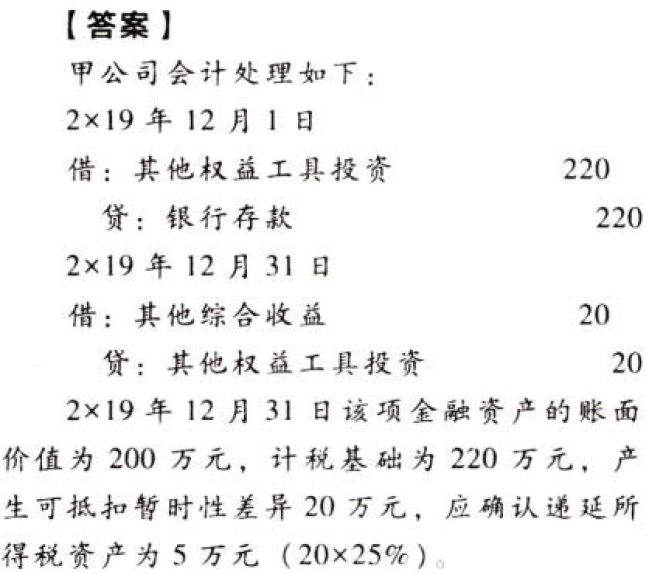 【答案】
甲公司会计处理如下：
2×19 年 12 月 1 日
借：其他权益工具投资 220
贷：银行存款 220
2×19 年 12 月 31 日
借：其他综合收益 20
贷：其他权益工具投资 20
2×19 年 12 月 31 日该项金融资产的账面
价值为 200 万元，计税基础为 220 万元，产
生可抵扣暂时性差异 20 万元，应确认递延所
得税资产为 5 万元（20×25%）。